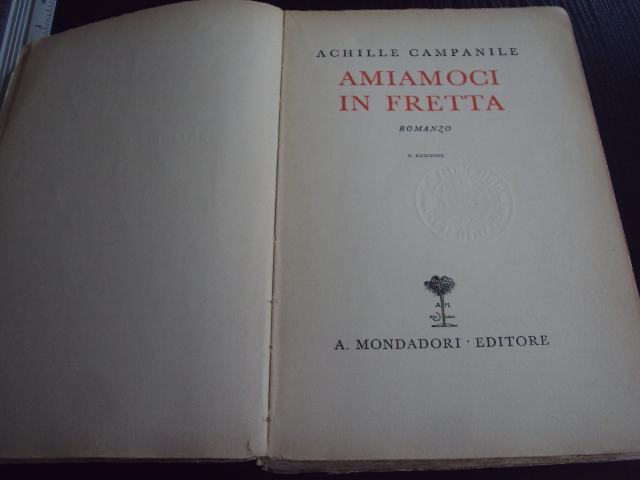 ACHILLE CAMPANILE
AMIAMOCI
IN FRETTA
ROMANZO
II EDIZIONE
A. M.
A. MONDADORI · EDITORE